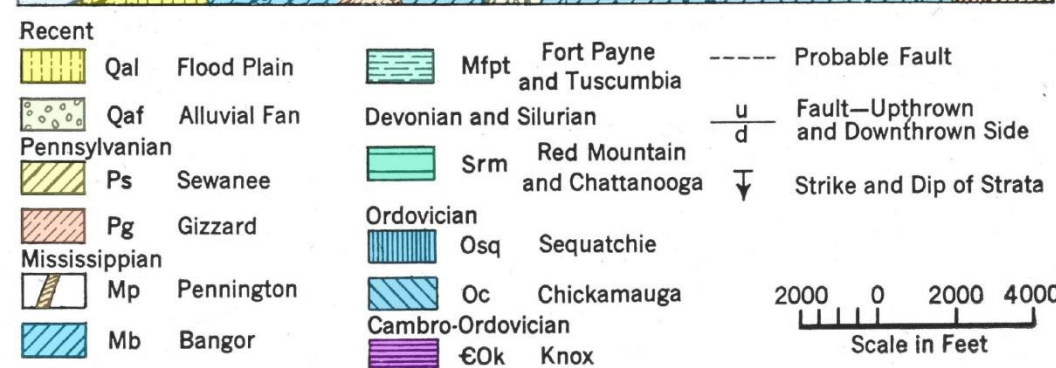 Recent
Qal Flood Plain
Qaf Alluvial Fan
Pennsylvanian
Ps Sewanee
Pg Gizzard
Mississippian
Mp Pennington
Mb Bangor
Mfpt Fort Payne
and Tuscumbia
Devonian and Silurian
Srm Red Mountain
and Chattanooga
Ordovician
Osq Sequatchie
Oc Chickamauga
Cambro-Ordovician
ЄOk Knox
Probable Fault
u
d
Fault—Upthrown
and Downthrown Side
Strike and Dip of Strata
2000 0 2000 4000
Scale in Feet